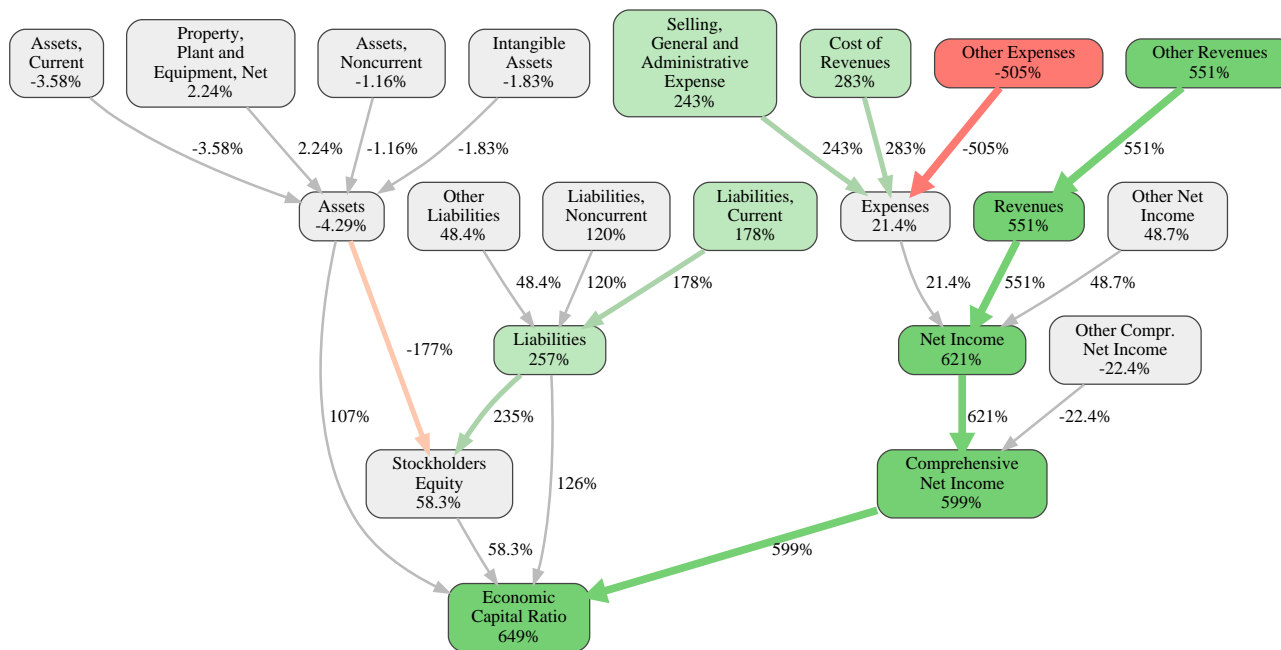 Assets,
Current
-3.58%
Property,
Plant and
Equipment, Net
2.24%
Assets,
Noncurrent
-1.16%
Intangible
Assets
-1.83%
Selling,
General and
Administrative
Expense
243%
Cost of
Revenues
283%
Other Expenses
-505%
Other Revenues
551%
-3.58%
2.24%
-1.16%
-1.83%
243%
283%
-505%
551%
Assets
-4.29%
Other
Liabilities
48.4%
Liabilities,
Noncurrent
120%
Liabilities,
Current
178%
Expenses
21.4%
Revenues
551%
Other Net
Income
48.7%
48.4%
120%
178%
21.4%
551%
48.7%
-177%
Liabilities
257%
Net Income
621%
Other Compr.
Net Income
-22.4%
107%
235%
621%
-22.4%
Stockholders
Equity
58.3%
126%
Comprehensive
Net Income
599%
58.3%
599%
Economic
Capital Ratio
649%